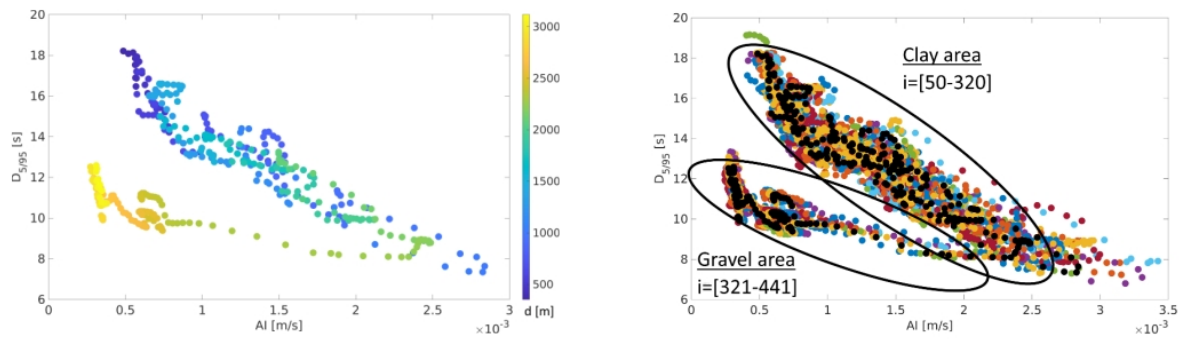 20
18
16
14
12
10
8
6
D5/95 [s]
0 0.5 1 1.5 2 2.5 3
AI [m/s]
×10-3
3000
2500
2000
1500
1000
500
d [m]
20
18
16
14
12
10
8
6
D5/95 [s]
0 0.5 1 1.5 2 2.5 3 3.5
AI [m/s]
×10-3
Clay area
i=[50-320]
Gravel area
i=[321-441]